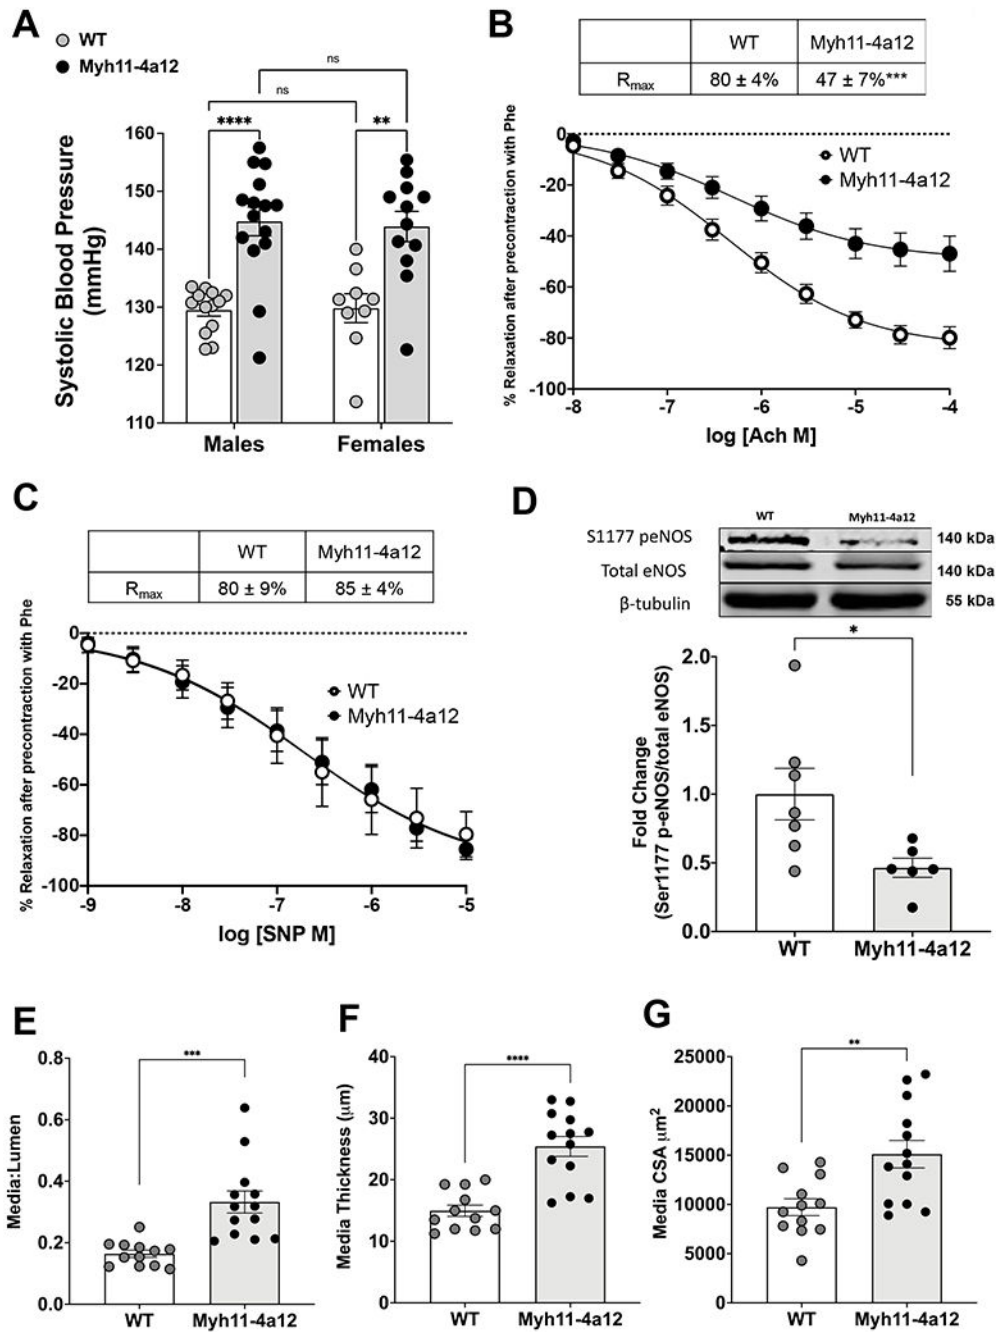 A
WT
Myh11-4a12
ns
ns
**** **
Systolic Blood Pressure
(mmHg)
160
150
140
130
120
110
Males Females
B
WT Myh11-4a12
Rmax 80 ± 4% 47 ± 7%***
% Relaxation after precontraction with Phe
0
-20
-40
-60
-80
-100
WT
Myh11-4a12
-8 -7 -6 -5 -4
log [Ach M]
C
WT Myh11-4a12
Rmax 80 ± 9% 85 ± 4%
% Relaxation after precontraction with Phe
0
-20
-40
-60
-80
-100
WT
Myh11-4a12
-9 -8 -7 -6 -5
log [SNP M]
D
WT Myh11-4a12
S1177 peNOS 140 kDa
Total eNOS 140 kDa
β-tubulin 55 kDa
*
Fold Change
(Ser1177 p-eNOS/total eNOS)
2.0
1.5
1.0
0.5
0.0
WT Myh11-4a12
E
***
Media:Lumen
0.8
0.6
0.4
0.2
0.0
WT Myh11-4a12
F
****
Media Thickness (μm)
40
30
20
10
0
WT Myh11-4a12
G
**
Media CSA μm²
25000
20000
15000
10000
5000
0
WT Myh11-4a12